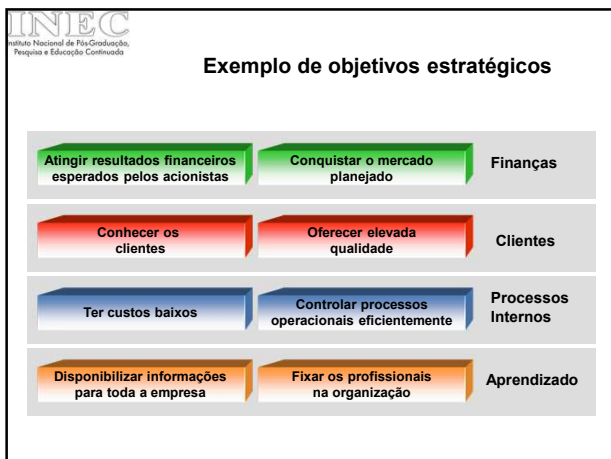 INEC
Instituto Nacional de Pós-Graduação,
Pesquisa e Educação Continuada
Exemplo de objetivos estratégicos
Atingir resultados financeiros
esperados pelos acionistas
Conquistar o mercado
planejado
Finanças
Conhecer os
clientes
Oferecer elevada
qualidade
Clientes
Ter custos baixos
Controlar processos
operacionais eficientemente
Processos
Internos
Disponibilizar informações
para toda a empresa
Fixar os profissionais
na organização
Aprendizado